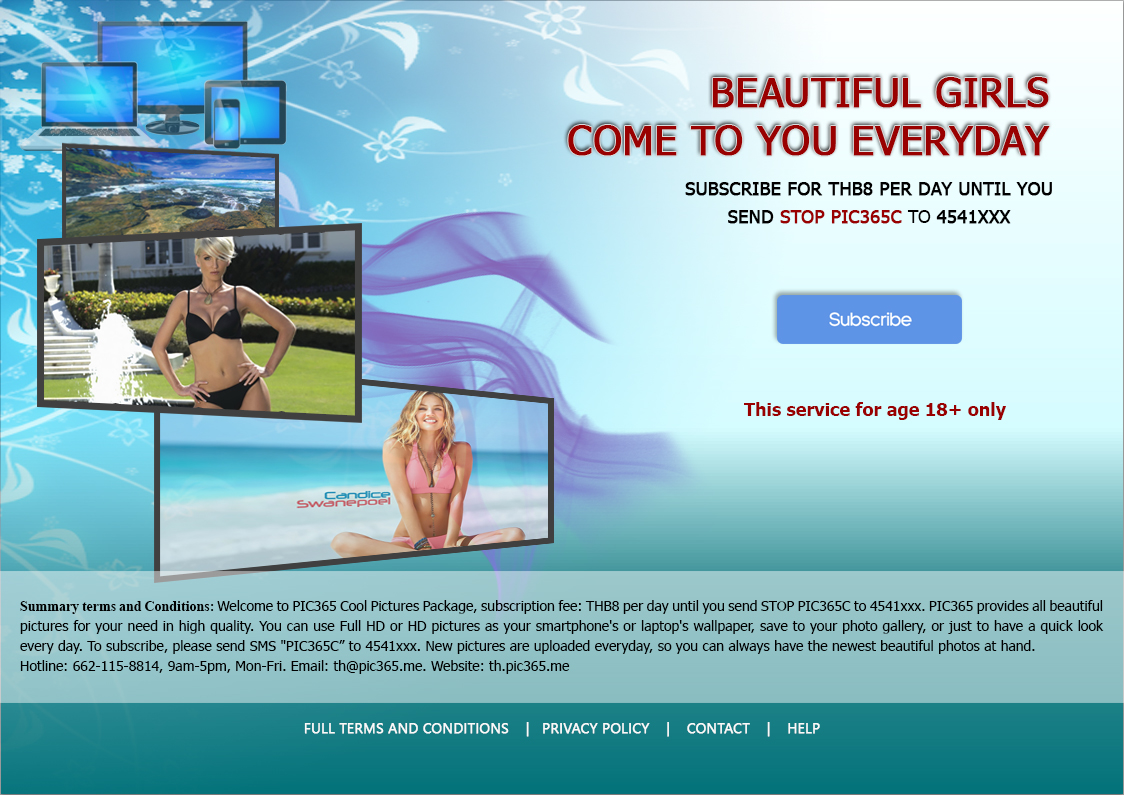 BEAUTIFUL GIRLS
COME TO YOU EVERYDAY
SUBSCRIBE FOR THB8 PER DAY UNTIL YOU
SEND STOP PIC365C TO 4541XXX
Subscribe
This service for age 18+ only
Candice
Swanepoel
Summary terms and Conditions: Welcome to PIC365 Cool Pictures Package, subscription fee: THB8 per day until you send STOP PIC365C to 4541xxx. PIC365 provides all beautiful
pictures for your need in high quality. You can use Full HD or HD pictures as your smartphone's or laptop's wallpaper, save to your photo gallery, or just to have a quick look
every day. To subscribe, please send SMS "PIC365C” to 4541xxx. New pictures are uploaded everyday, so you can always have the newest beautiful photos at hand.
Hotline: 662-115-8814, 9am-5pm, Mon-Fri. Email: th@pic365.me. Website: th.pic365.me
FULL TERMS AND CONDITIONS | PRIVACY POLICY | CONTACT | HELP